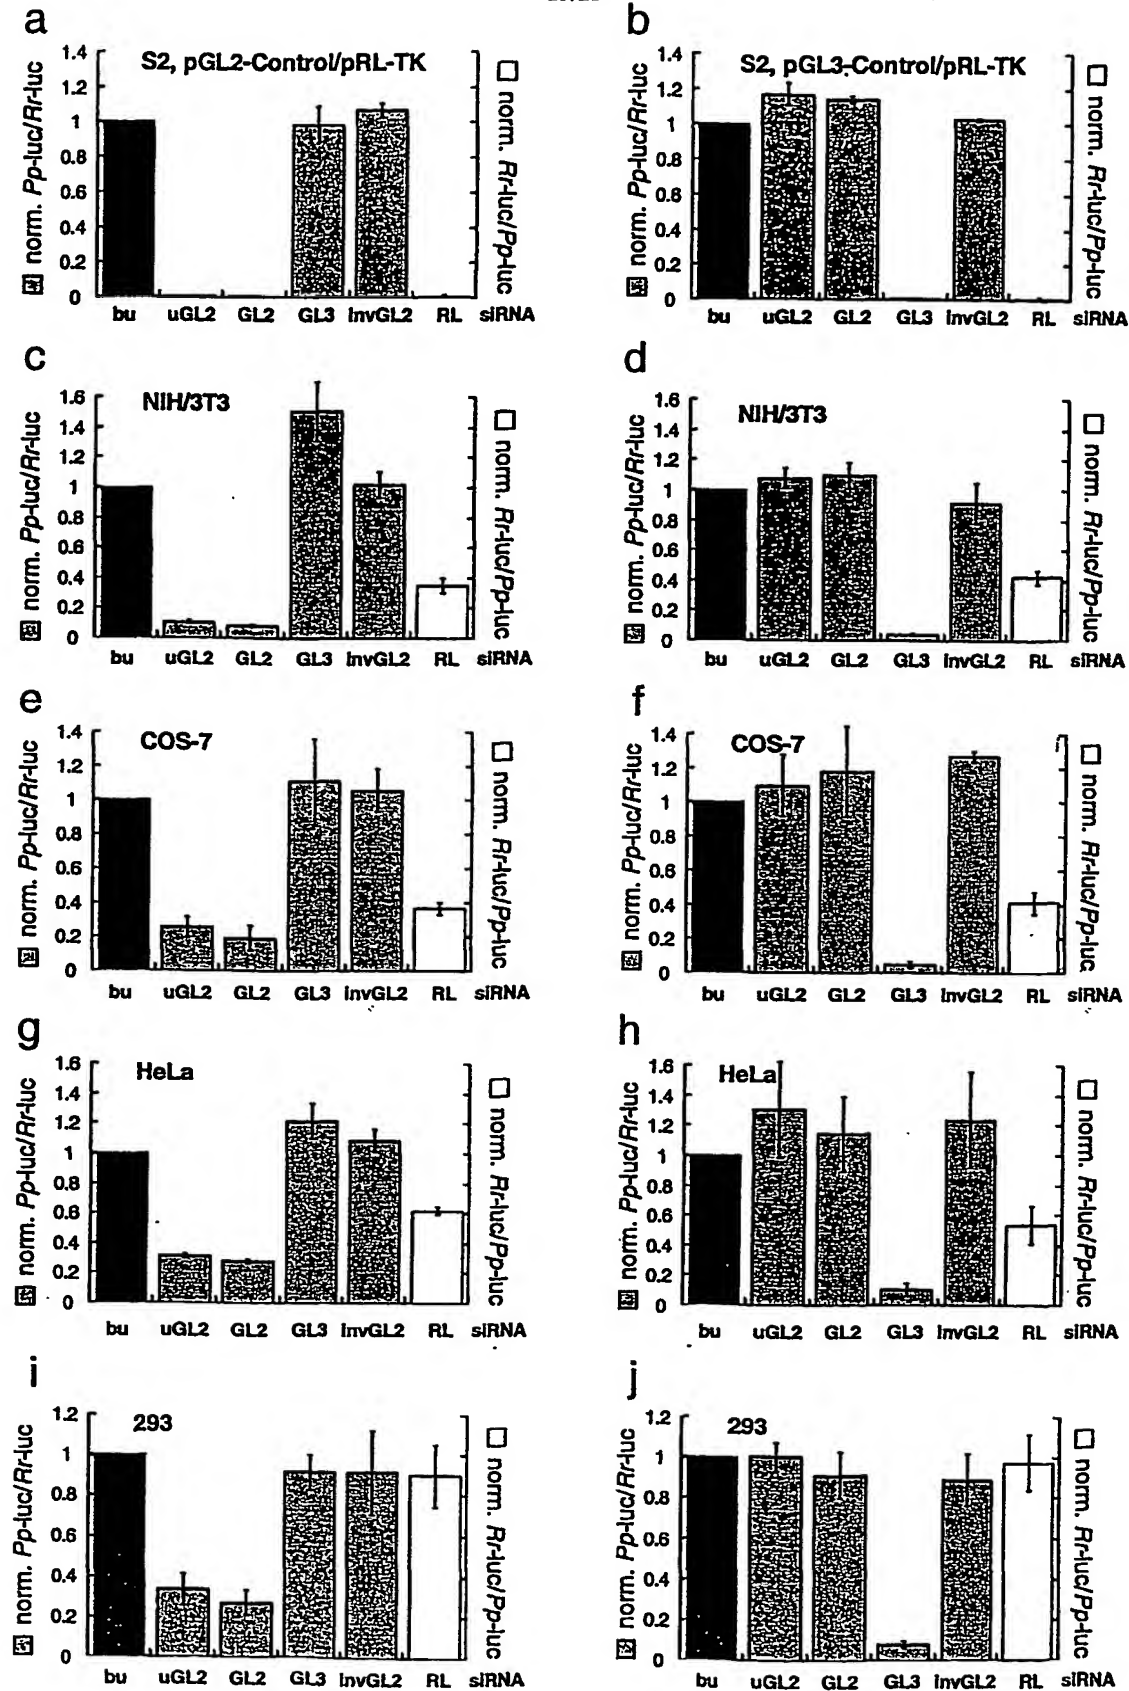 a
S2, pGL2-Control/pRL-TK
norm. Pp-luc/Rr-luc
1.4
1.2
1
0.8
0.6
0.4
0.2
0
norm. Rr-luc/Pp-luc
bu uGL2 GL2 GL3 invGL2 RL siRNA
b
S2, pGL3-Control/pRL-TK
norm. Pp-luc/Rr-luc
1.4
1.2
1
0.8
0.6
0.4
0.2
0
norm. Rr-luc/Pp-luc
bu uGL2 GL2 GL3 invGL2 RL siRNA
c
NIH/3T3
norm. Pp-luc/Rr-luc
1.6
1.4
1.2
1
0.8
0.6
0.4
0.2
0
norm. Rr-luc/Pp-luc
bu uGL2 GL2 GL3 invGL2 RL siRNA
d
NIH/3T3
norm. Pp-luc/Rr-luc
1.6
1.4
1.2
1
0.8
0.6
0.4
0.2
0
norm. Rr-luc/Pp-luc
bu uGL2 GL2 GL3 invGL2 RL siRNA
e
COS-7
norm. Pp-luc/Rr-luc
1.4
1.2
1
0.8
0.6
0.4
0.2
0
norm. Rr-luc/Pp-luc
bu uGL2 GL2 GL3 invGL2 RL siRNA
f
COS-7
norm. Pp-luc/Rr-luc
1.4
1.2
1
0.8
0.6
0.4
0.2
0
norm. Rr-luc/Pp-luc
bu uGL2 GL2 GL3 invGL2 RL siRNA
g
HeLa
norm. Pp-luc/Rr-luc
1.6
1.4
1.2
1
0.8
0.6
0.4
0.2
0
norm. Rr-luc/Pp-luc
bu uGL2 GL2 GL3 invGL2 RL siRNA
h
HeLa
norm. Pp-luc/Rr-luc
1.6
1.4
1.2
1
0.8
0.6
0.4
0.2
0
norm. Rr-luc/Pp-luc
bu uGL2 GL2 GL3 invGL2 RL siRNA
i
293
norm. Pp-luc/Rr-luc
1.2
1
0.8
0.6
0.4
0.2
0
norm. Rr-luc/Pp-luc
bu uGL2 GL2 GL3 invGL2 RL siRNA
j
293
norm. Pp-luc/Rr-luc
1.2
1
0.8
0.6
0.4
0.2
0
norm. Rr-luc/Pp-luc
bu uGL2 GL2 GL3 invGL2 RL siRNA